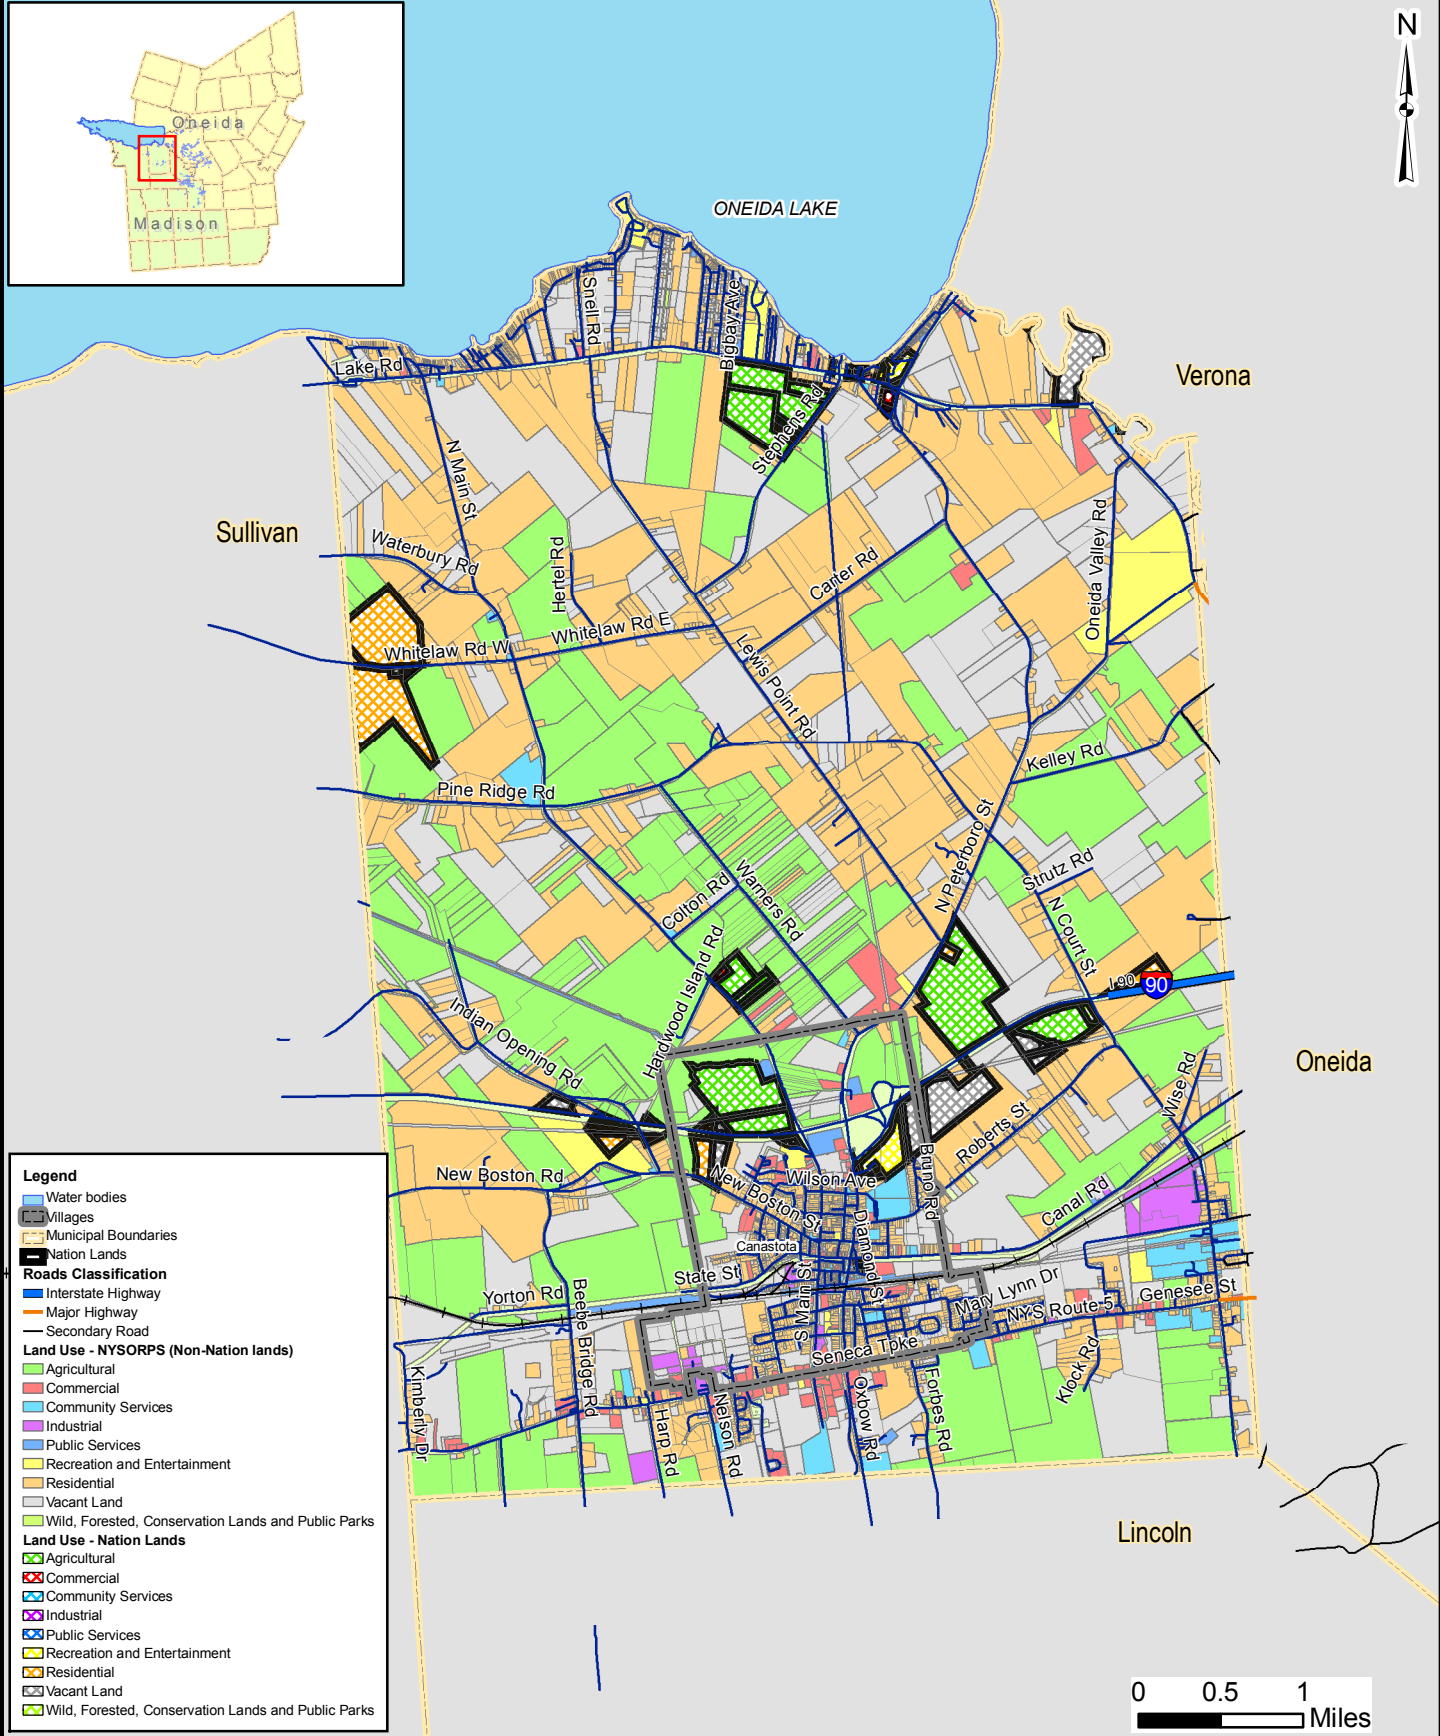 N
Oneida
Madison
ONEIDA LAKE
Verona
Sullivan
Oneida
Lincoln
Snell Rd
Bigbay Ave
Lake Rd
Stephens Rd
N Main St
Waterbury Rd
Hertel Rd
Carter Rd
Oneida Valley Rd
Whitelaw Rd E
Whitelaw Rd W
Lewis Point Rd
Kelley Rd
Pine Ridge Rd
N Peterboro St
Strutz Rd
Colton Rd
Warners Rd
N Court St
Hardwood Island Rd
I 90
90
Indian Opening Rd
Wise Rd
Roberts St
New Boston Rd
New Boston St
Wilson Ave
Bruno Rd
Canal Rd
Diamond St
Canastota
State St
Yorton Rd
S Main St
Mary Lynn Dr
NYS Route 5
Genesee St
Beebe Bridge Rd
Seneca Tpke
Kimberly Dr
Harp Rd
Nelson Rd
Oxbow Rd
Forbes Rd
Klock Rd
Legend
Water bodies
Villages
Municipal Boundaries
Nation Lands
Roads Classification
Interstate Highway
Major Highway
Secondary Road
Land Use - NYSORPS (Non-Nation lands)
Agricultural
Commercial
Community Services
Industrial
Public Services
Recreation and Entertainment
Residential
Vacant Land
Wild, Forested, Conservation Lands and Public Parks
Land Use - Nation Lands
Agricultural
Commercial
Community Services
Industrial
Public Services
Recreation and Entertainment
Residential
Vacant Land
Wild, Forested, Conservation Lands and Public Parks
0 0.5 1
Miles